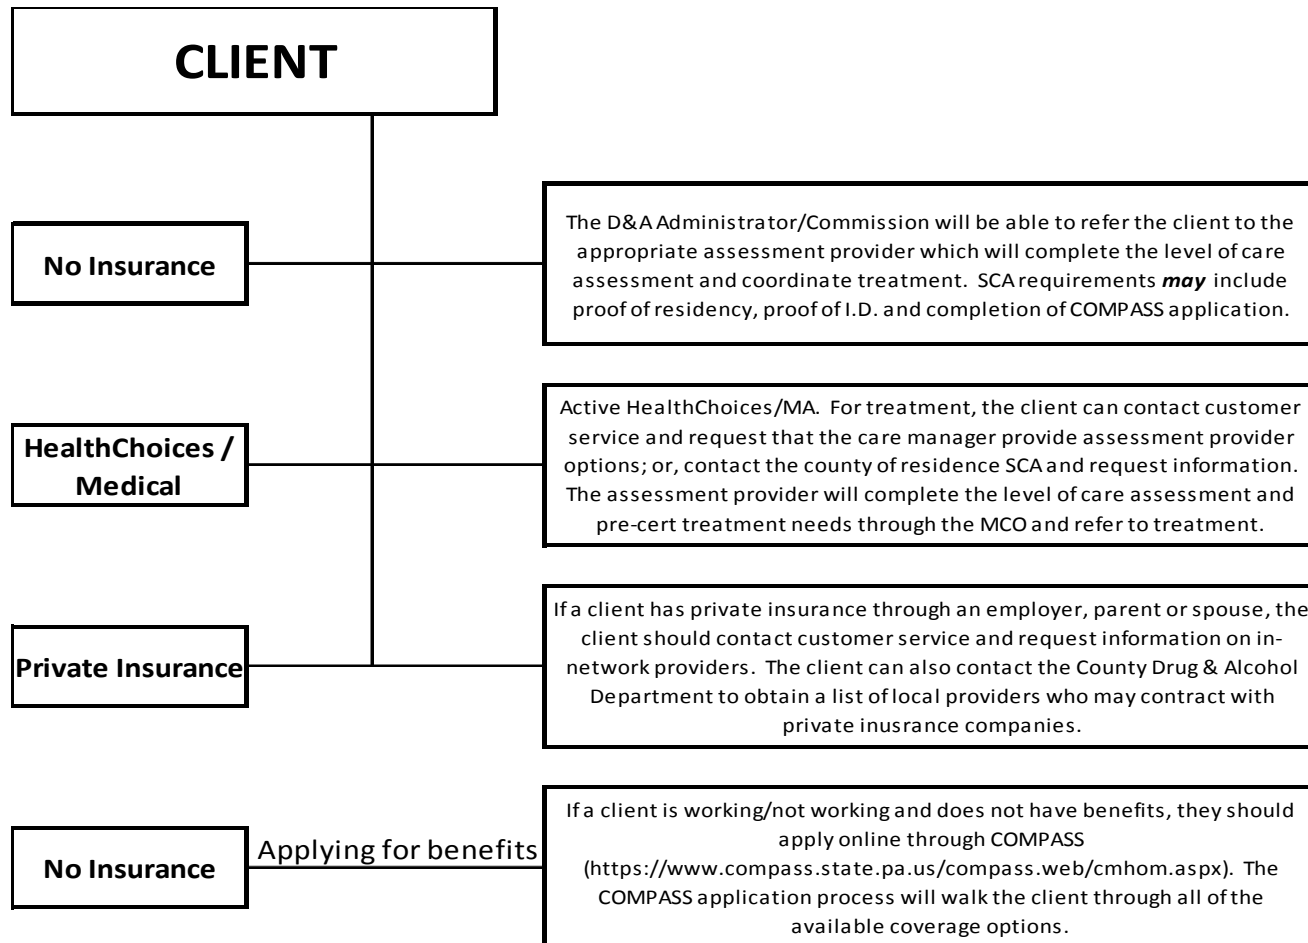 CLIENT
No Insurance
The D&A Administrator/Commission will be able to refer the client to the
appropriate assessment provider which will complete the level of care
assessment and coordinate treatment.  SCA requirements may include
proof of residency, proof of I.D. and completion of COMPASS application.
HealthChoices /
Medical
Active HealthChoices/MA.  For treatment, the client can contact customer
service and request that the care manager provide assessment provider
options; or, contact the county of residence SCA and request information.
The assessment provider will complete the level of care assessment and
pre-cert treatment needs through the MCO and refer to treatment.
Private Insurance
If a client has private insurance through an employer, parent or spouse, the
client should contact customer service and request information on in-
network providers.  The client can also contact the County Drug & Alcohol
Department to obtain a list of local providers who may contract with
private inusrance companies.
No Insurance
Applying for benefits
If a client is working/not working and does not have benefits, they should
apply online through COMPASS
(https://www.compass.state.pa.us/compass.web/cmhom.aspx).  The
COMPASS application process will walk the client through all of the
available coverage options.